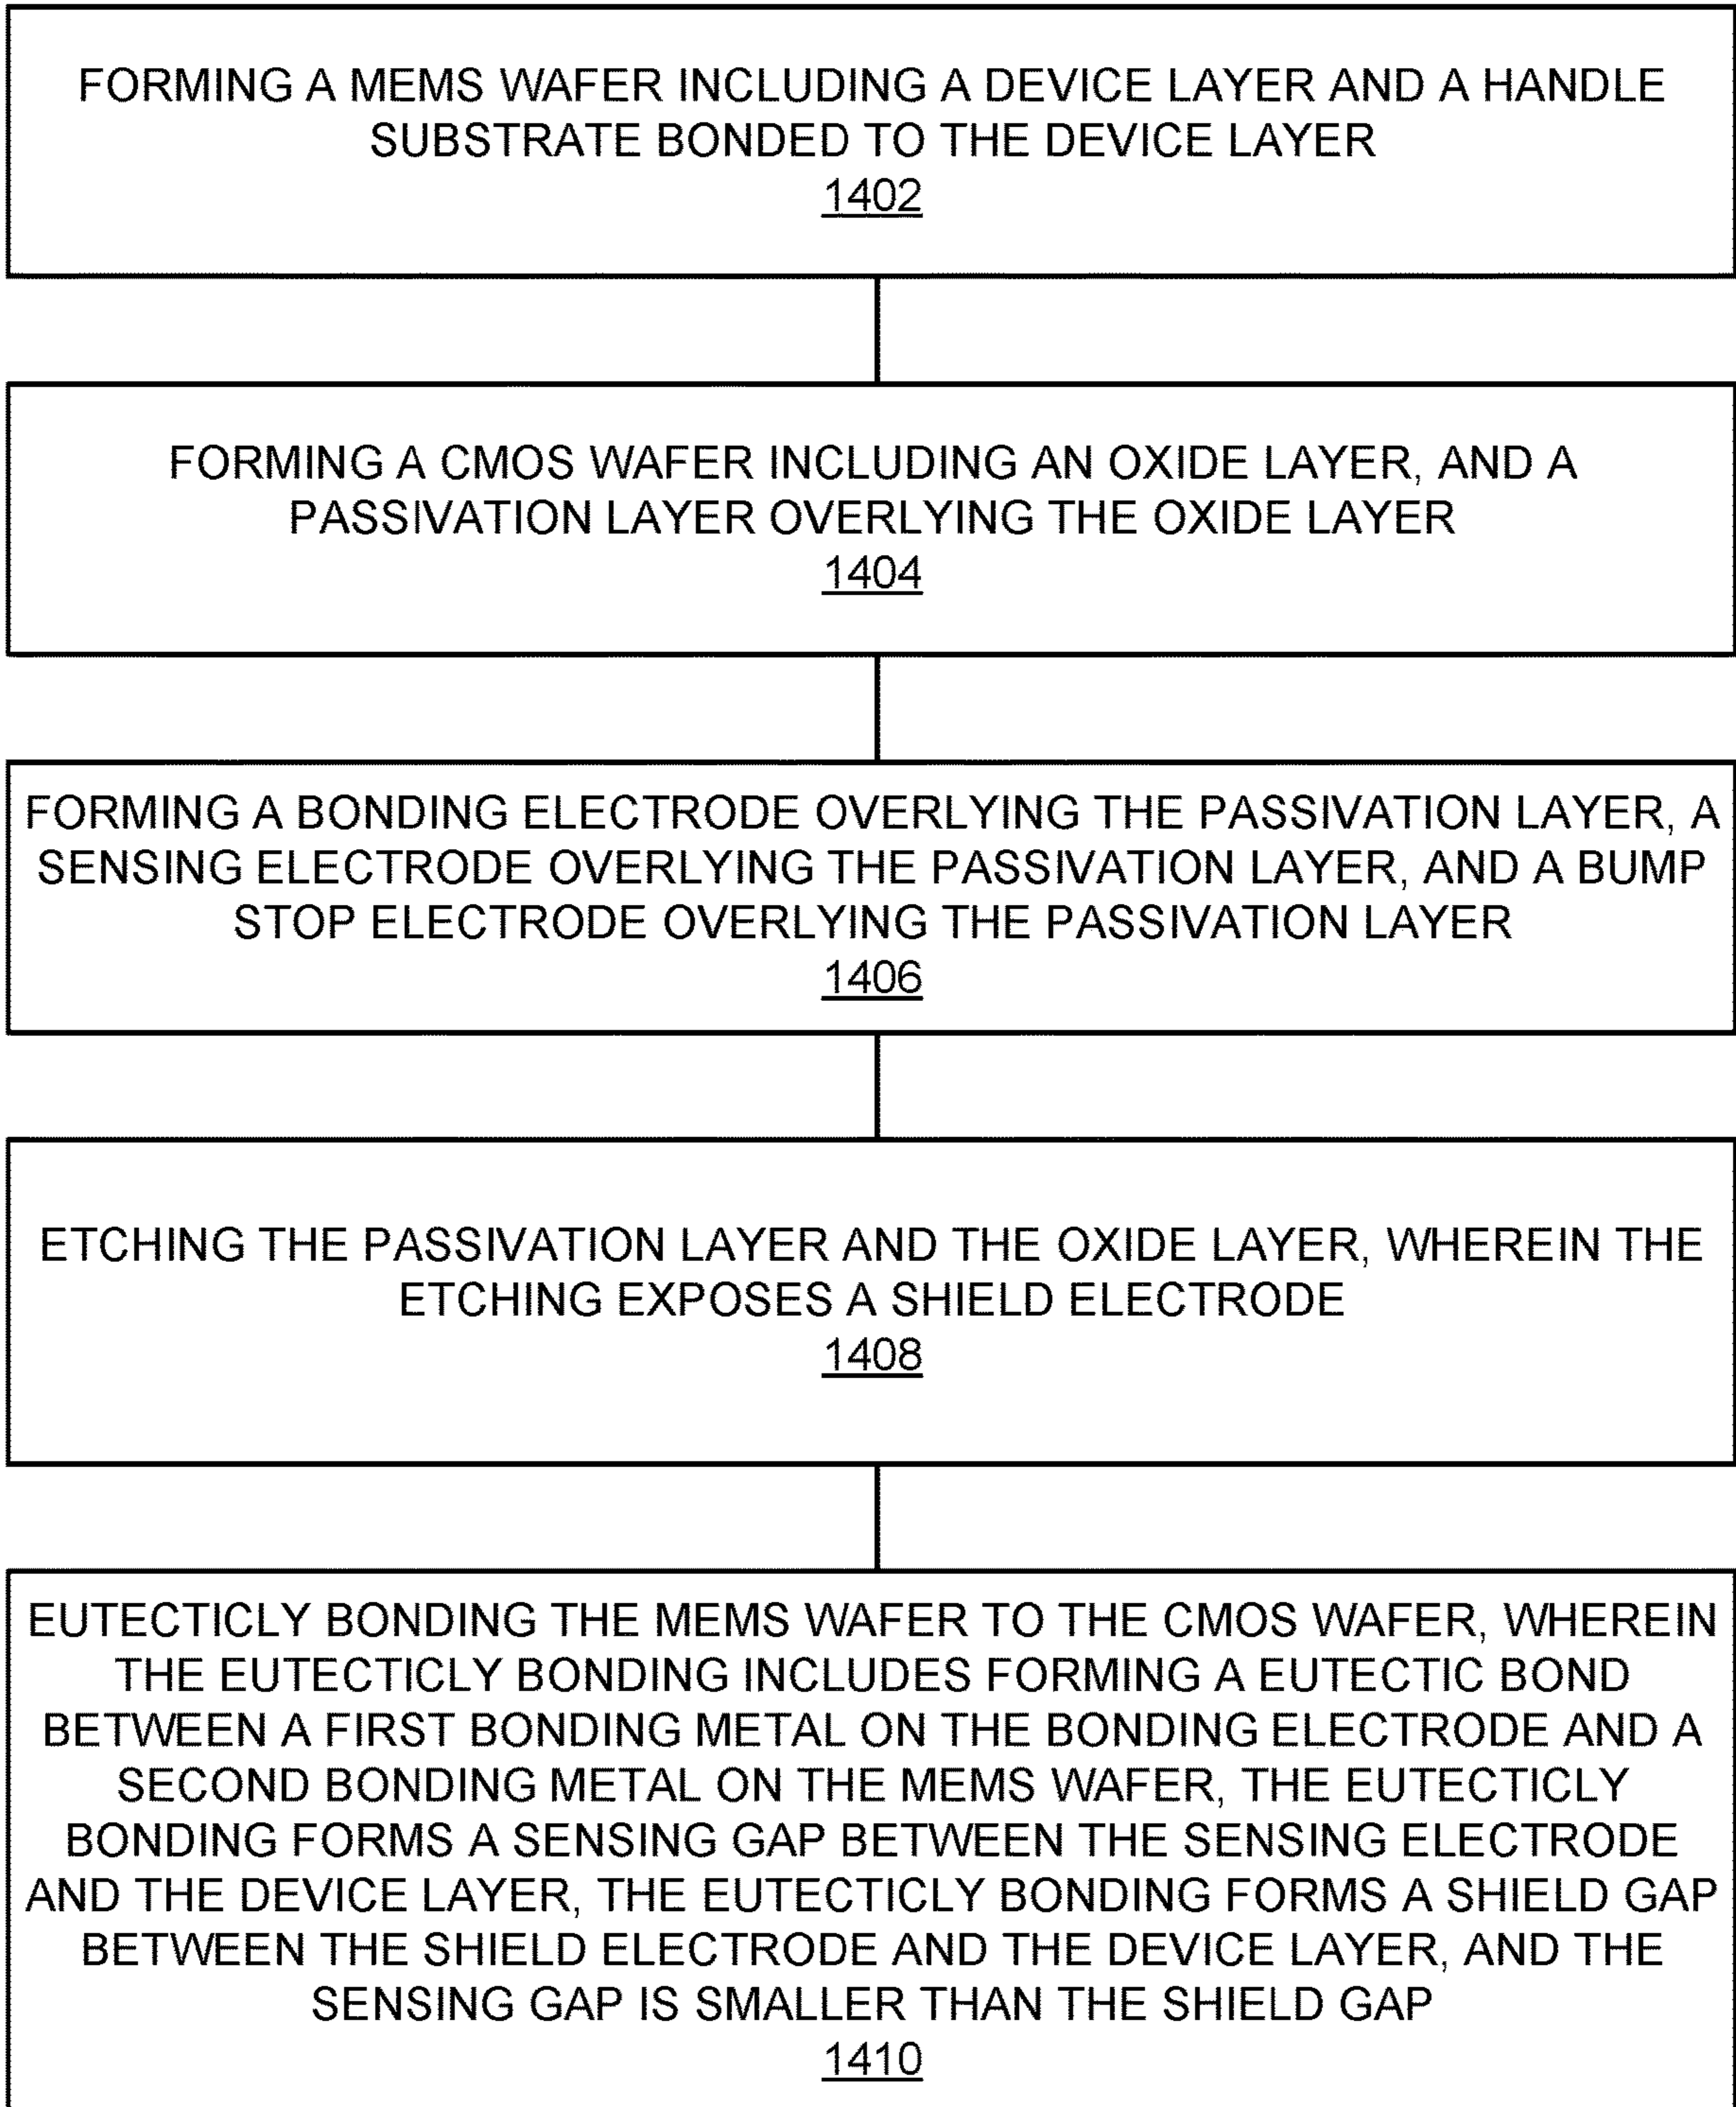 FORMING A MEMS WAFER INCLUDING A DEVICE LAYER AND A HANDLE
SUBSTRATE BONDED TO THE DEVICE LAYER
1402
FORMING A CMOS WAFER INCLUDING AN OXIDE LAYER, AND A
PASSIVATION LAYER OVERLYING THE OXIDE LAYER
1404
FORMING A BONDING ELECTRODE OVERLYING THE PASSIVATION LAYER, A
SENSING ELECTRODE OVERLYING THE PASSIVATION LAYER, AND A BUMP
STOP ELECTRODE OVERLYING THE PASSIVATION LAYER
1406
ETCHING THE PASSIVATION LAYER AND THE OXIDE LAYER, WHEREIN THE
ETCHING EXPOSES A SHIELD ELECTRODE
1408
EUTECTICLY BONDING THE MEMS WAFER TO THE CMOS WAFER, WHEREIN
THE EUTECTICLY BONDING INCLUDES FORMING A EUTECTIC BOND
BETWEEN A FIRST BONDING METAL ON THE BONDING ELECTRODE AND A
SECOND BONDING METAL ON THE MEMS WAFER, THE EUTECTICLY
BONDING FORMS A SENSING GAP BETWEEN THE SENSING ELECTRODE
AND THE DEVICE LAYER, THE EUTECTICLY BONDING FORMS A SHIELD GAP
BETWEEN THE SHIELD ELECTRODE AND THE DEVICE LAYER, AND THE
SENSING GAP IS SMALLER THAN THE SHIELD GAP
1410